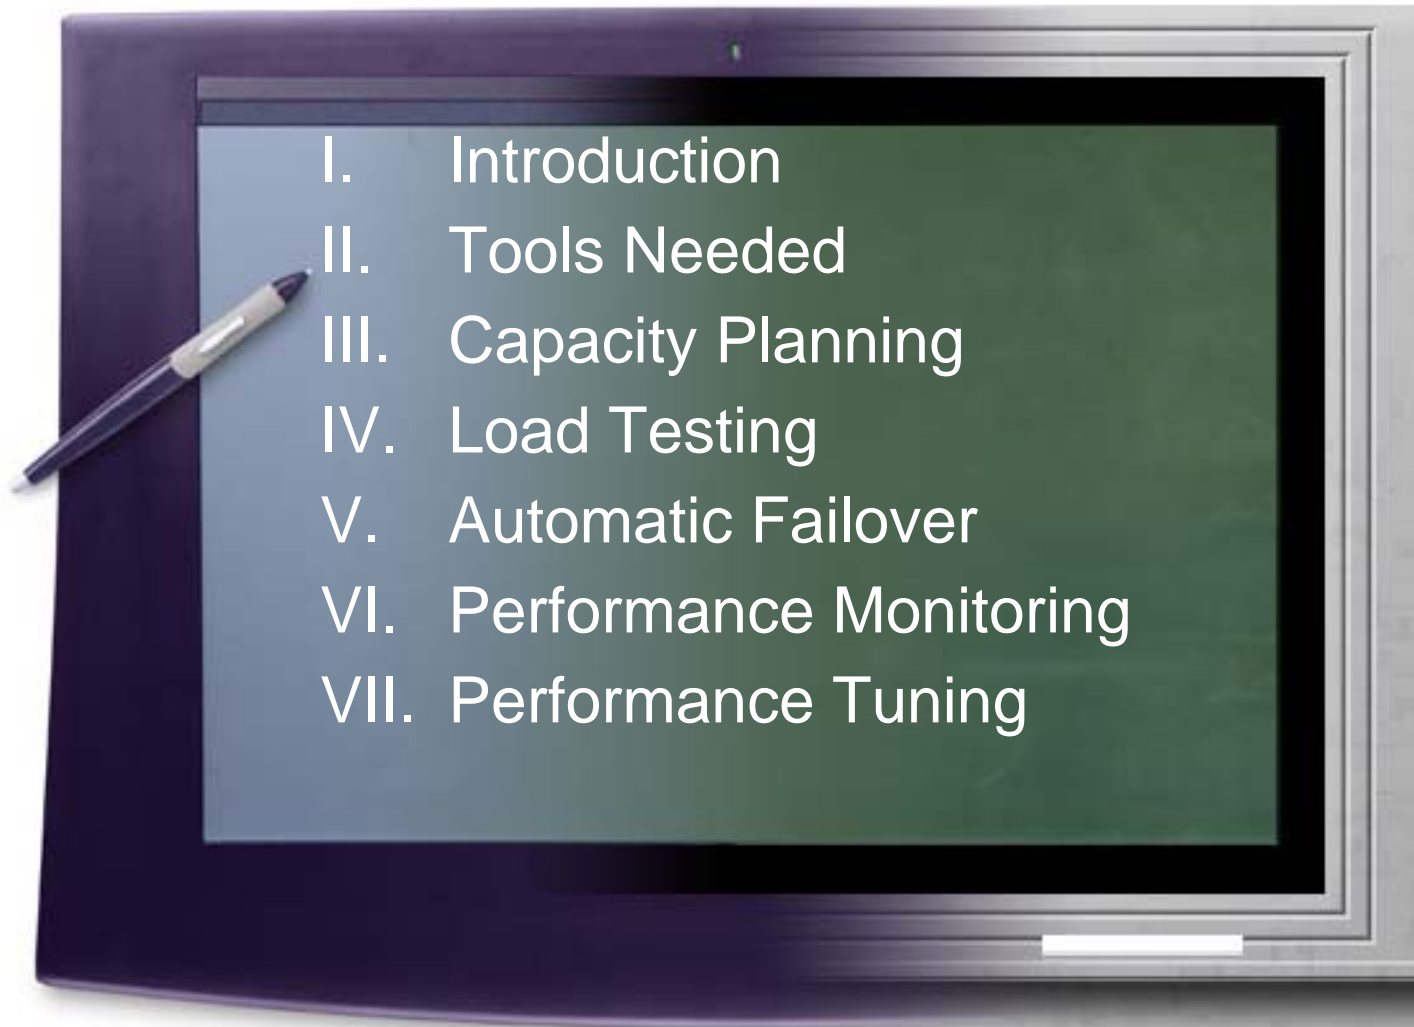 I. Introduction
II. Tools Needed
III. Capacity Planning
IV. Load Testing
V. Automatic Failover
VI. Performance Monitoring
VII. Performance Tuning